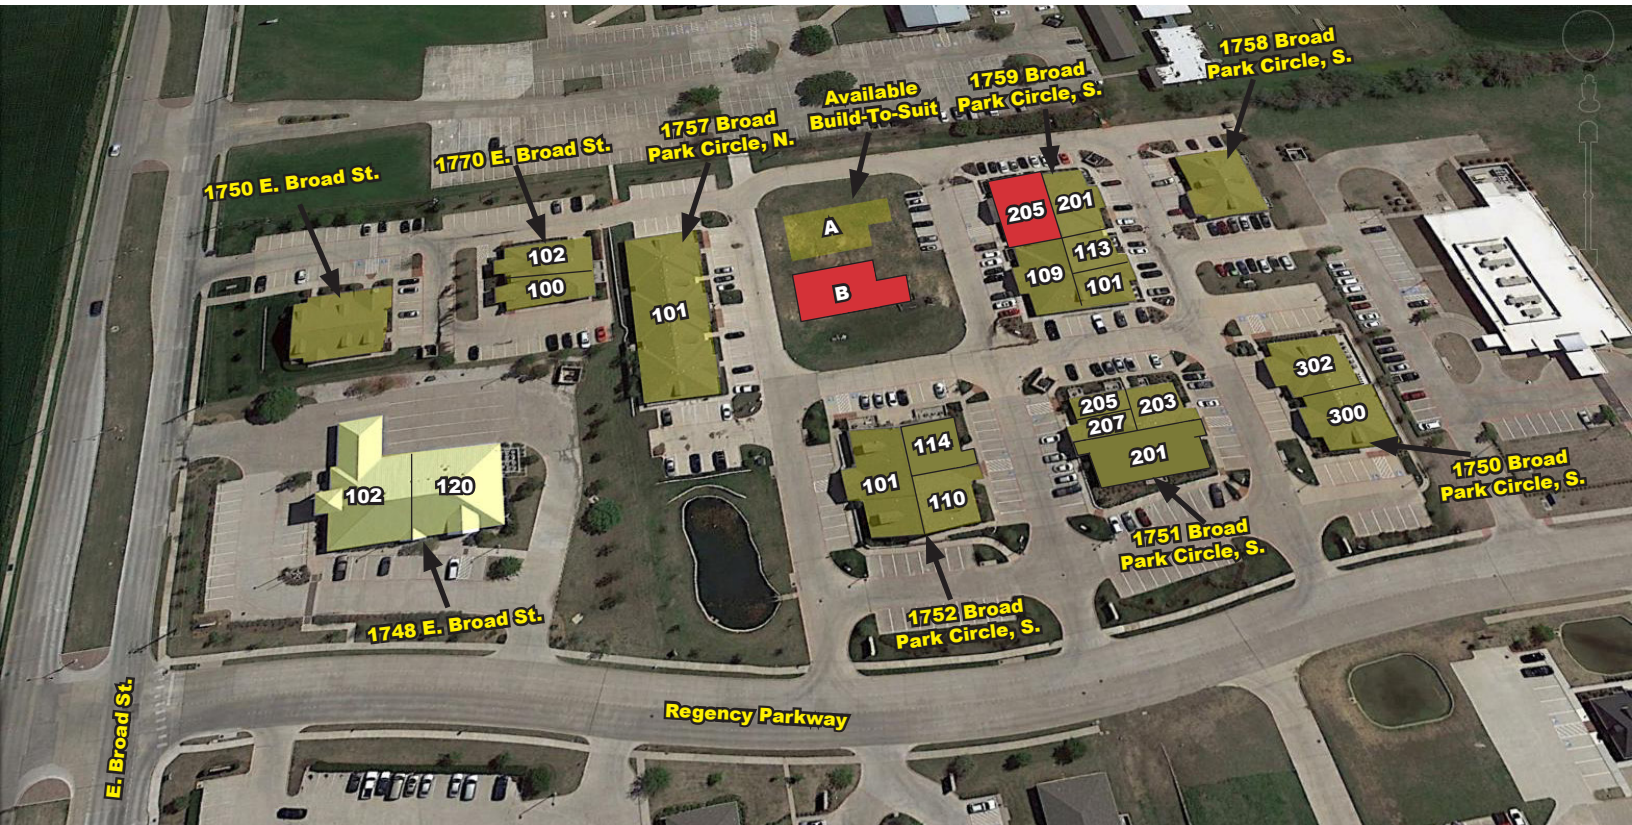 1758 Broad
Park Circle, S.
1759 Broad
Park Circle, S.
Available
Build-To-Suit
1757 Broad
Park Circle, N.
1770 E. Broad St.
1750 E. Broad St.
205
201
A
113
102
109
101
100
B
101
302
205
203
300
207
114
201
101
110
102
120
1750 Broad
Park Circle, S.
1751 Broad
Park Circle, S.
1752 Broad
Park Circle, S.
1748 E. Broad St.
Regency Parkway
E. Broad St.